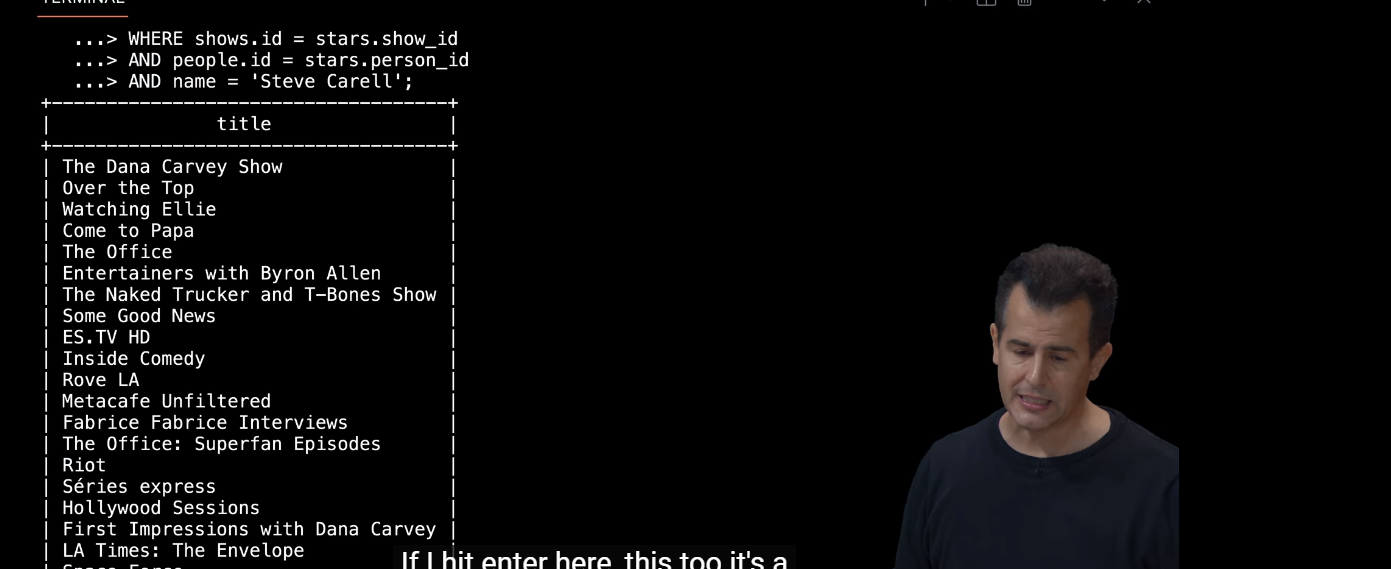 TERMINAL
...> WHERE shows.id = stars.show_id
...> AND people.id = stars.person_id
...> AND name = 'Steve Carell';
title
The Dana Carvey Show
Over the Top
Watching Ellie
Come to Papa
The Office
Entertainers with Byron Allen
The Naked Trucker and T-Bones Show
Some Good News
ES.TV HD
Inside Comedy
Rove LA
Metacafe Unfiltered
Fabrice Fabrice Interviews
The Office: Superfan Episodes
Riot
Séries express
Hollywood Sessions
First Impressions with Dana Carvey
LA Times: The Envelope
Space Force
If I hit enter here, this too it's a